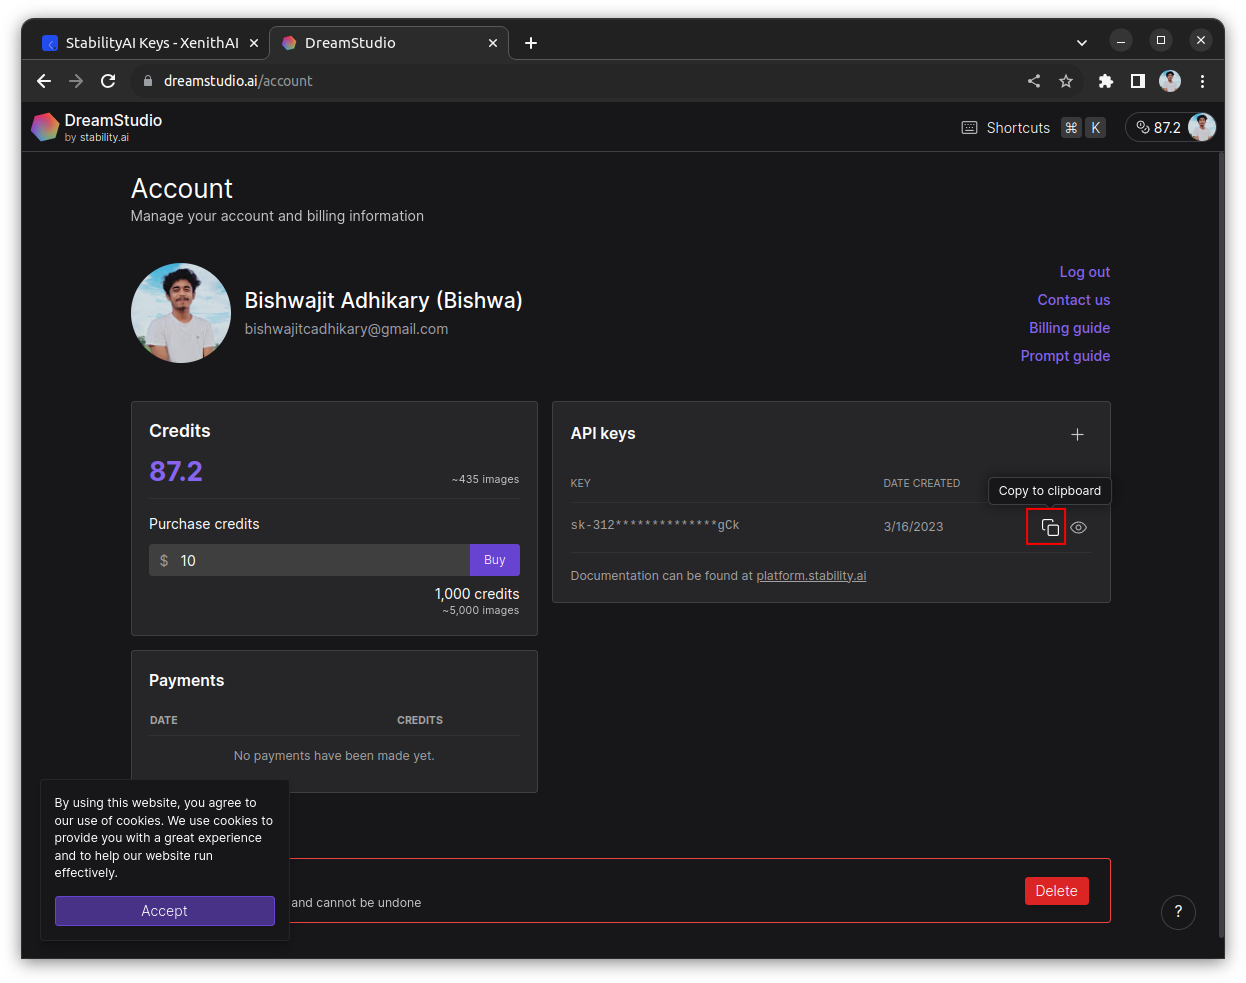 StabilityAI Keys - XenithAI
DreamStudio
dreamstudio.ai/account
DreamStudio
by stability.ai
Shortcuts ⌘ K
87.2
Account
Manage your account and billing information
Bishwajit Adhikary (Bishwa)
bishwajitcadhikary@gmail.com
Log out
Contact us
Billing guide
Prompt guide
Credits
87.2
~435 images
Purchase credits
$ 10
Buy
1,000 credits
~5,000 images
API keys
KEY DATE CREATED
Copy to clipboard
sk-312**************gCk 3/16/2023
Documentation can be found at platform.stability.ai
Payments
DATE CREDITS
No payments have been made yet.
By using this website, you agree to
our use of cookies. We use cookies to
provide you with a great experience
and to help our website run
effectively.
Accept
and cannot be undone
Delete
?